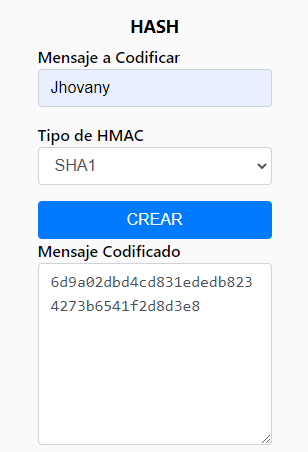 HASH
Mensaje a Codificar
Jhovany
Tipo de HMAC
SHA1
CREAR
Mensaje Codificado
6d9a02dbd4cd831ededb823
4273b6541f2d8d3e8